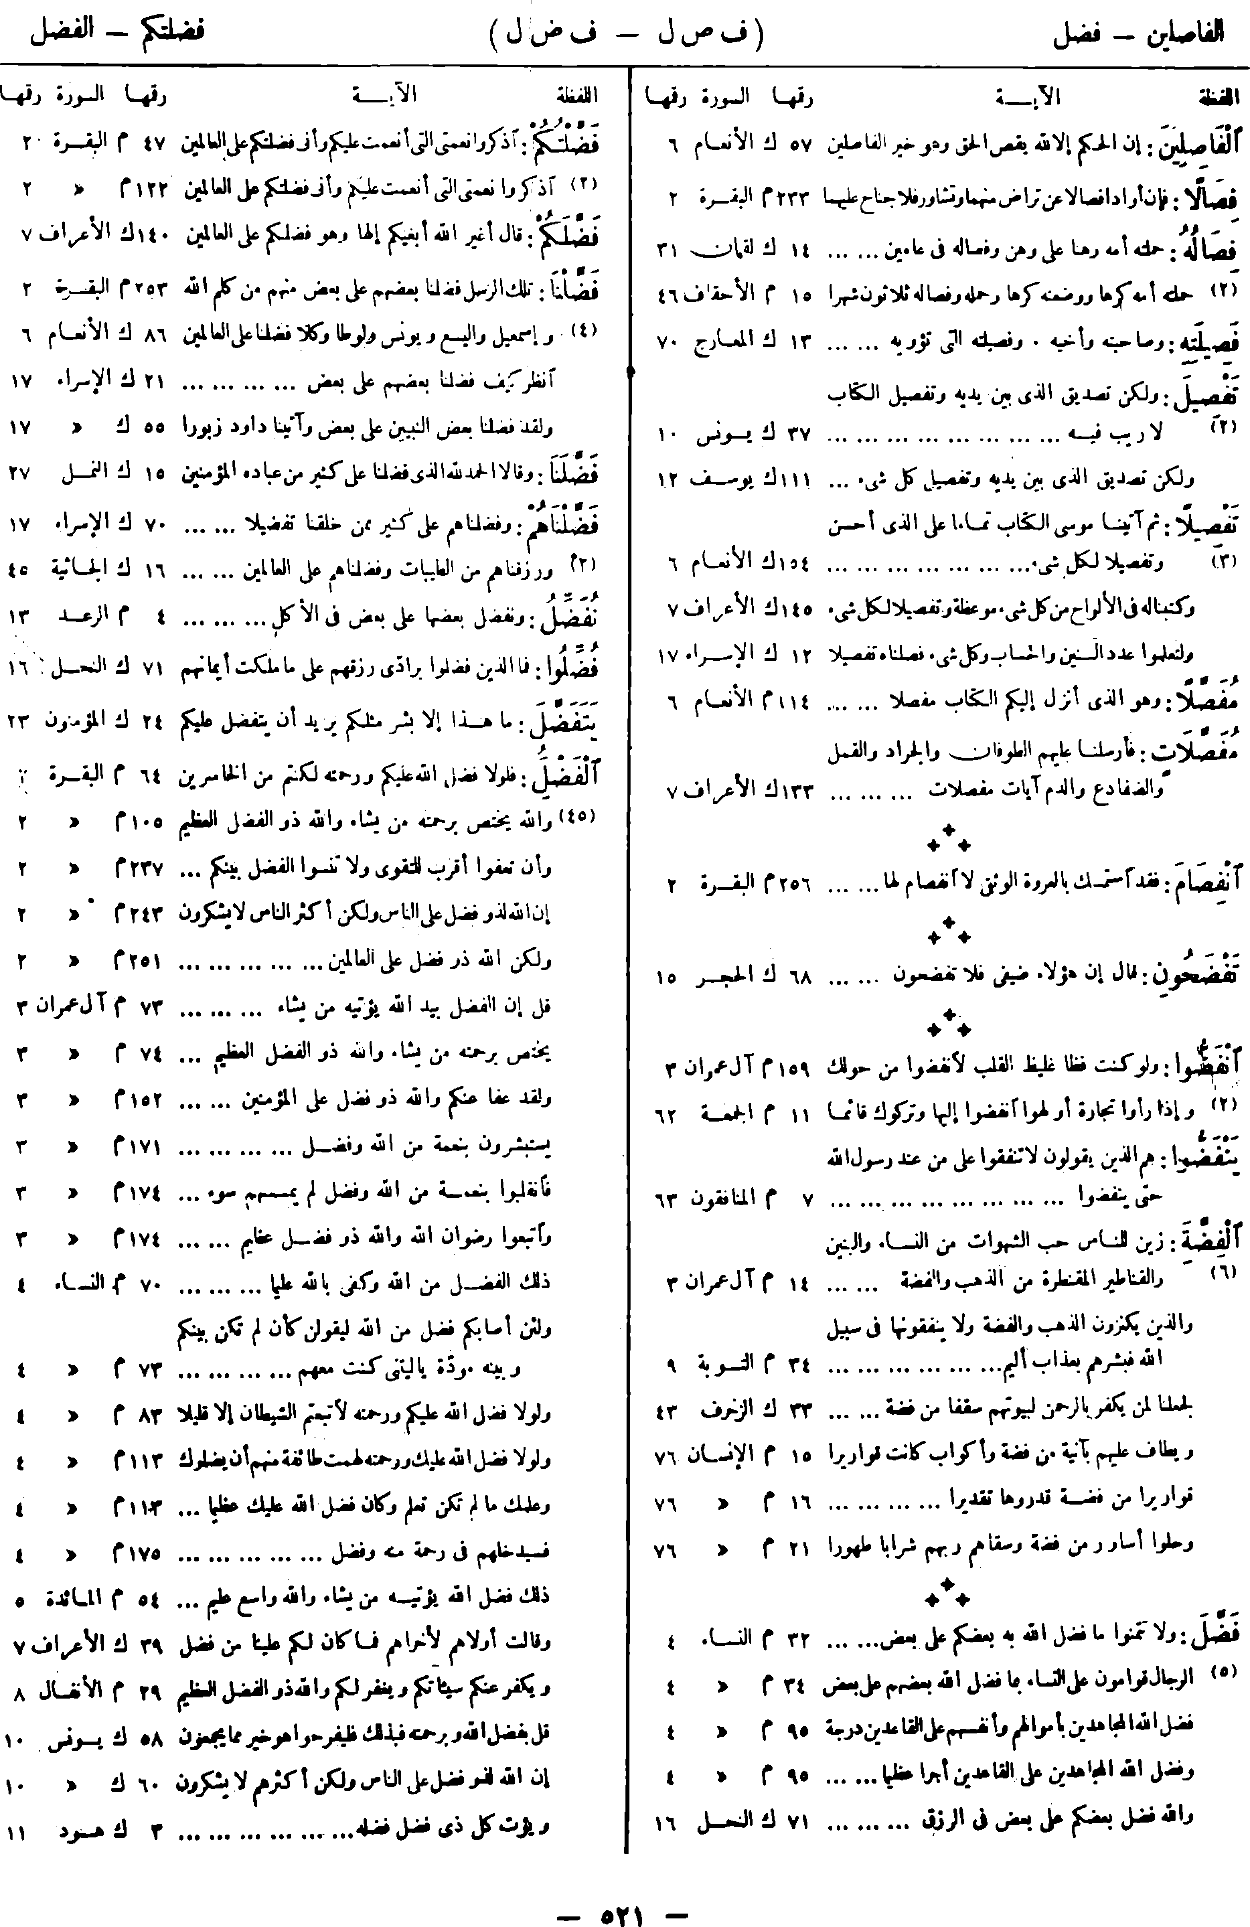 الفاصلين — فضل (ف ص ل — ف ض ل) فضلتكم — الفضل
اللفظة الآيــة رقها السورة رقها
ٱلْفَاصِلِينَ : إن الحكم إلا لله يقص الحق وهو خير الفاصلين ٥٧ ك الأنعام ٦
فِصَالًا : فإن أرادا فصالا عن تراض منهما وتشاور فلا جناح عليهما ٢٣٣ م البقرة ٢
فِصَالُهُ : حملته أمه وهنا على وهن وفصاله فى عامين ... ... ١٤ ك لقمان ٣١
(٢) حملته أمه كرها ووضعته كرها وحمله وفصاله ثلاثون شهرا ١٥ م الأحقاف ٤٦
فَصِيلَتِهِ : وصاحبته وأخيه . وفصيلته التى تؤويه ... ... ١٣ ك المعارج ٧٠
تَفْصِيلَ : ولكن تصديق الذى بين يديه وتفصيل الكتاب
(٢) لا ريب فيه ... ... ... ... ... ... ... ... ٣٧ ك يونس ١٠
ولكن تصديق الذى بين يديه وتفصيل كل شىء ... ١١١ ك يوسف ١٢
تَفْصِيلًا : ثم آتينا موسى الكتاب تماما على الذى أحسن
(٣) وتفصيلا لكل شىء ... ... ... ... ... ... ... ١٥٤ ك الأنعام ٦
وكتبنا له فى الألواح من كل شىء موعظة وتفصيلا لكل شىء ١٤٥ ك الأعراف ٧
ولتعلموا عدد السنين والحساب وكل شىء فصلناه تفصيلا ١٢ ك الإسراء ١٧
مُفَصَّلًا : وهو الذى أنزل إليكم الكتاب مفصلا ... ... ١١٤ م الأنعام ٦
مُفَصَّلَاتٍ : فأرسلنا عليهم الطوفان والجراد والقمل
والضفادع والدم آيات مفصلات ... ... ... ١٣٣ ك الأعراف ٧
ٱنْفِصَامَ : فقد ٱستمسك بالعروة الوثقى لا ٱنفصام لها ... ... ٢٥٦ م البقرة ٢
تَفْضَحُونِ : قال إن هؤلاء ضيفى فلا تفضحون ... ... ٦٨ ك الحجر ١٥
ٱنْفَضُّوا : ولو كنت فظا غليظ القلب لٱنفضوا من حولك ١٥٩ م آل عمران ٣
(٢) وإذا رأوا تجارة أو لهوا ٱنفضوا إليها وتركوك قائما ١١ م الجمعة ٦٢
يَنْفَضُّوا : هم الذين يقولون لا تنفقوا على من عند رسول الله
حتى ينفضوا ... ... ... ... ... ... ... ... ٧ م المنافقون ٦٣
ٱلْفِضَّةِ : زين للناس حب الشهوات من النساء والبنين
(٦) والقناطير المقنطرة من الذهب والفضة ... ... ١٤ م آل عمران ٣
والذين يكنزون الذهب والفضة ولا ينفقونها فى سبيل
الله فبشرهم بعذاب أليم ... ... ... ... ... ... ٣٤ م التوبة ٩
لجعلنا لمن يكفر بالرحمن لبيوتهم سقفا من فضة ... ... ٣٣ ك الزخرف ٤٣
ويطاف عليهم بآنية من فضة وأكواب كانت قواريرا ١٥ م الإنسان ٧٦
قواريرا من فضة قدروها تقديرا ... ... ... ... ١٦ م » ٧٦
وحلوا أساور من فضة وسقاهم ربهم شرابا طهورا ٢١ م » ٧٦
فَضَّلَ : ولا تتمنوا ما فضل الله به بعضكم على بعض ... ... ٣٢ م النساء ٤
(٥) الرجال قوامون على النساء بما فضل الله بعضهم على بعض ٣٤ م » ٤
فضل الله المجاهدين بأموالهم وأنفسهم على القاعدين درجة ٩٥ م » ٤
وفضل الله المجاهدين على القاعدين أجرا عظيما ... ... ٩٥ م » ٤
والله فضل بعضكم على بعض فى الرزق ... ... ... ٧١ ك النحل ١٦
اللفظة الآيــة رقها السورة رقها
فَضَّلْتُكُمْ : ٱذكروا نعمتى التى أنعمت عليكم وأنى فضلتكم على العالمين ٤٧ م البقرة ٢
(٢) ٱذكروا نعمتى التى أنعمت عليكم وأنى فضلتكم على العالمين ١٢٢ م » ٢
فَضَّلَكُمْ : قال أغير الله أبغيكم إلها وهو فضلكم على العالمين ١٤٠ ك الأعراف ٧
فَضَّلْنَا : تلك الرسل فضلنا بعضهم على بعض منهم من كلم الله ٢٥٣ م البقرة ٢
(٤) وإسمعيل واليسع ويونس ولوطا وكلا فضلنا على العالمين ٨٦ ك الأنعام ٦
ٱنظر كيف فضلنا بعضهم على بعض ... ... ... ... ٢١ ك الإسراء ١٧
ولقد فضلنا بعض النبيين على بعض وآتينا داود زبورا ٥٥ ك » ١٧
فَضَّلَنَا : وقالا الحمد لله الذى فضلنا على كثير من عباده المؤمنين ١٥ ك النمل ٢٧
فَضَّلْنَاهُمْ : وفضلناهم على كثير ممن خلقنا تفضيلا ... ... ٧٠ ك الإسراء ١٧
(٢) ورزقناهم من الطيبات وفضلناهم على العالمين ... ... ١٦ ك الجاثية ٤٥
نُفَضِّلُ : ونفضل بعضها على بعض فى الأكل ... ... ... ٤ م الرعد ١٣
فُضِّلُوا : فما الذين فضلوا برادى رزقهم على ما ملكت أيمانهم ٧١ ك النحل ١٦
يَتَفَضَّلَ : ما هذا إلا بشر مثلكم يريد أن يتفضل عليكم ٢٤ ك المؤمنون ٢٣
ٱلْفَضْلُ : فلولا فضل الله عليكم ورحمته لكنتم من الخاسرين ٦٤ م البقرة ٢
(٤٥) والله يختص برحمته من يشاء والله ذو الفضل العظيم ١٠٥ م » ٢
وأن تعفوا أقرب للتقوى ولا تنسوا الفضل بينكم ... ٢٣٧ م » ٢
إن الله لذو فضل على الناس ولكن أكثر الناس لا يشكرون ٢٤٣ م » ٢
ولكن الله ذو فضل على العالمين ... ... ... ... ... ٢٥١ م » ٢
قل إن الفضل بيد الله يؤتيه من يشاء ... ... ... ٧٣ م آل عمران ٣
يختص برحمته من يشاء والله ذو الفضل العظيم ... ٧٤ م » ٣
ولقد عفا عنكم والله ذو فضل على المؤمنين ... ... ١٥٢ م » ٣
يستبشرون بنعمة من الله وفضل ... ... ... ... ١٧١ م » ٣
فٱنقلبوا بنعمة من الله وفضل لم يمسسهم سوء ... ١٧٤ م » ٣
وٱتبعوا رضوان الله والله ذو فضل عظيم ... ... ١٧٤ م » ٣
ذلك الفضل من الله وكفى بالله عليما ... ... ... ٧٠ م النساء ٤
ولئن أصابكم فضل من الله ليقولن كأن لم تكن بينكم
وبينه مودّة ياليتنى كنت معهم ... ... ... ... ٧٣ م » ٤
ولولا فضل الله عليكم ورحمته لٱتبعتم الشيطان إلا قليلا ٨٣ م » ٤
ولولا فضل الله عليك ورحمته لهمت طائفة منهم أن يضلوك ١١٣ م » ٤
وعلمك ما لم تكن تعلم وكان فضل الله عليك عظيما ... ١١٣ م » ٤
فسيدخلهم فى رحمة منه وفضل ... ... ... ... ... ١٧٥ م » ٤
ذلك فضل الله يؤتيه من يشاء والله واسع عليم ... ٥٤ م المائدة ٥
وقالت أولاهم لأخراهم فما كان لكم علينا من فضل ٣٩ ك الأعراف ٧
ويكفر عنكم سيئاتكم ويغفر لكم والله ذو الفضل العظيم ٢٩ م الأنفال ٨
قل بفضل الله وبرحمته فبذلك فليفرحوا هو خير مما يجمعون ٥٨ ك يونس ١٠
إن الله لذو فضل على الناس ولكن أكثرهم لا يشكرون ٦٠ ك » ١٠
ويؤت كل ذى فضل فضله ... ... ... ... ... ... ٣ ك هود ١١
— ٥٢١ —